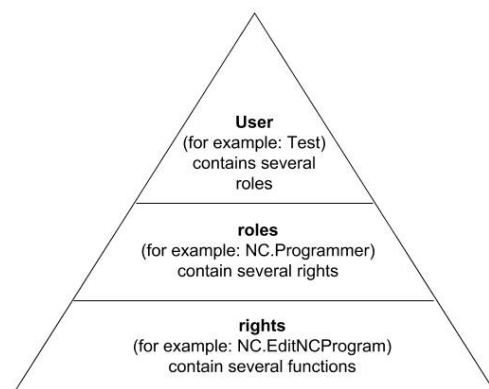 User
(for example: Test)
contains several
roles
roles
(for example: NC.Programmer)
contain several rights
rights
(for example: NC.EditNCProgram)
contain several functions